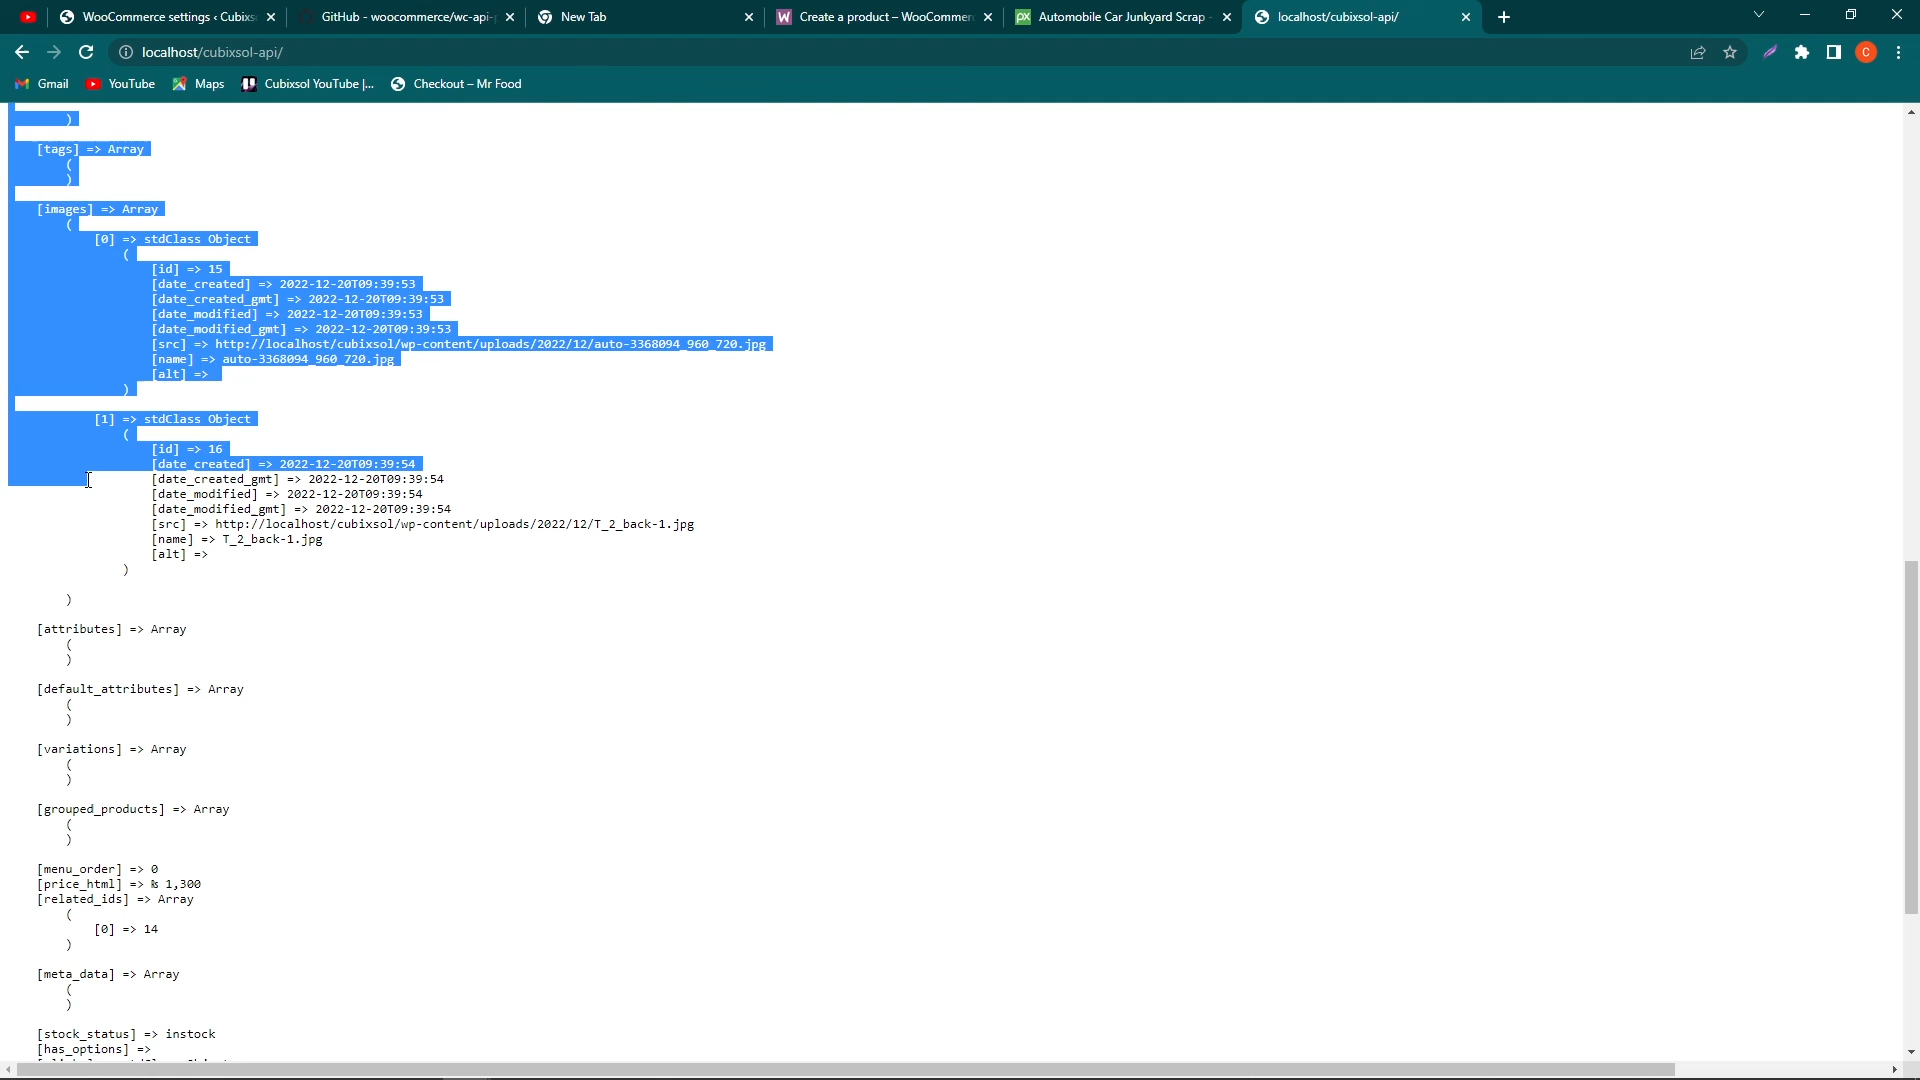 WooCommerce settings ‹ Cubixs
GitHub - woocommerce/wc-api-p
New Tab
W
Create a product – WooCommerc
px
Automobile Car Junkyard Scrap -
localhost/cubixsol-api/
localhost/cubixsol-api/
C
Gmail
YouTube
Maps
Cubixsol YouTube |...
Checkout – Mr Food
)
[tags] => Array
(
)
[images] => Array
(
[0] => stdClass Object
(
[id] => 15
[date_created] => 2022-12-20T09:39:53
[date_created_gmt] => 2022-12-20T09:39:53
[date_modified] => 2022-12-20T09:39:53
[date_modified_gmt] => 2022-12-20T09:39:53
[src] => http://localhost/cubixsol/wp-content/uploads/2022/12/auto-3368094_960_720.jpg
[name] => auto-3368094_960_720.jpg
[alt] =>
)
[1] => stdClass Object
(
[id] => 16
[date_created] => 2022-12-20T09:39:54
[date_created_gmt] => 2022-12-20T09:39:54
[date_modified] => 2022-12-20T09:39:54
[date_modified_gmt] => 2022-12-20T09:39:54
[src] => http://localhost/cubixsol/wp-content/uploads/2022/12/T_2_back-1.jpg
[name] => T_2_back-1.jpg
[alt] =>
)
)
[attributes] => Array
(
)
[default_attributes] => Array
(
)
[variations] => Array
(
)
[grouped_products] => Array
(
)
[menu_order] => 0
[price_html] => ₨ 1,300
[related_ids] => Array
(
[0] => 14
)
[meta_data] => Array
(
)
[stock_status] => instock
[has_options] =>